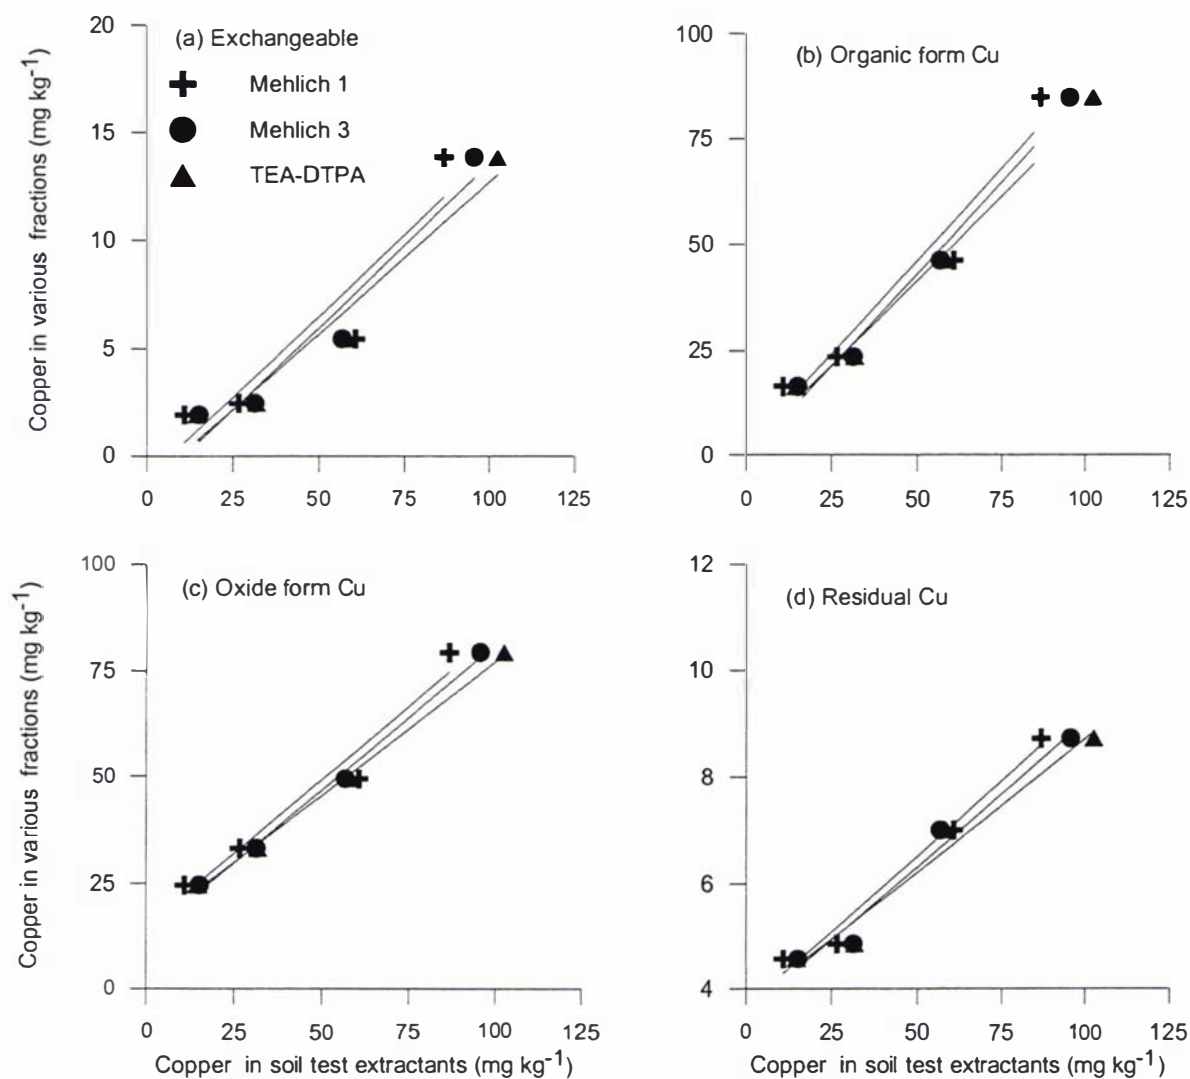 20
15
10
5
0
Copper in various fractions (mg kg-1)
(a) Exchangeable
Mehlich 1
Mehlich 3
TEA-DTPA
0 25 50 75 100 125
100
75
50
25
0
(b) Organic form Cu
0 25 50 75 100 125
100
75
50
25
0
Copper in various fractions (mg kg-1)
(c) Oxide form Cu
0 25 50 75 100 125
Copper in soil test extractants (mg kg-1)
12
10
8
6
4
(d) Residual Cu
0 25 50 75 100 125
Copper in soil test extractants (mg kg-1)